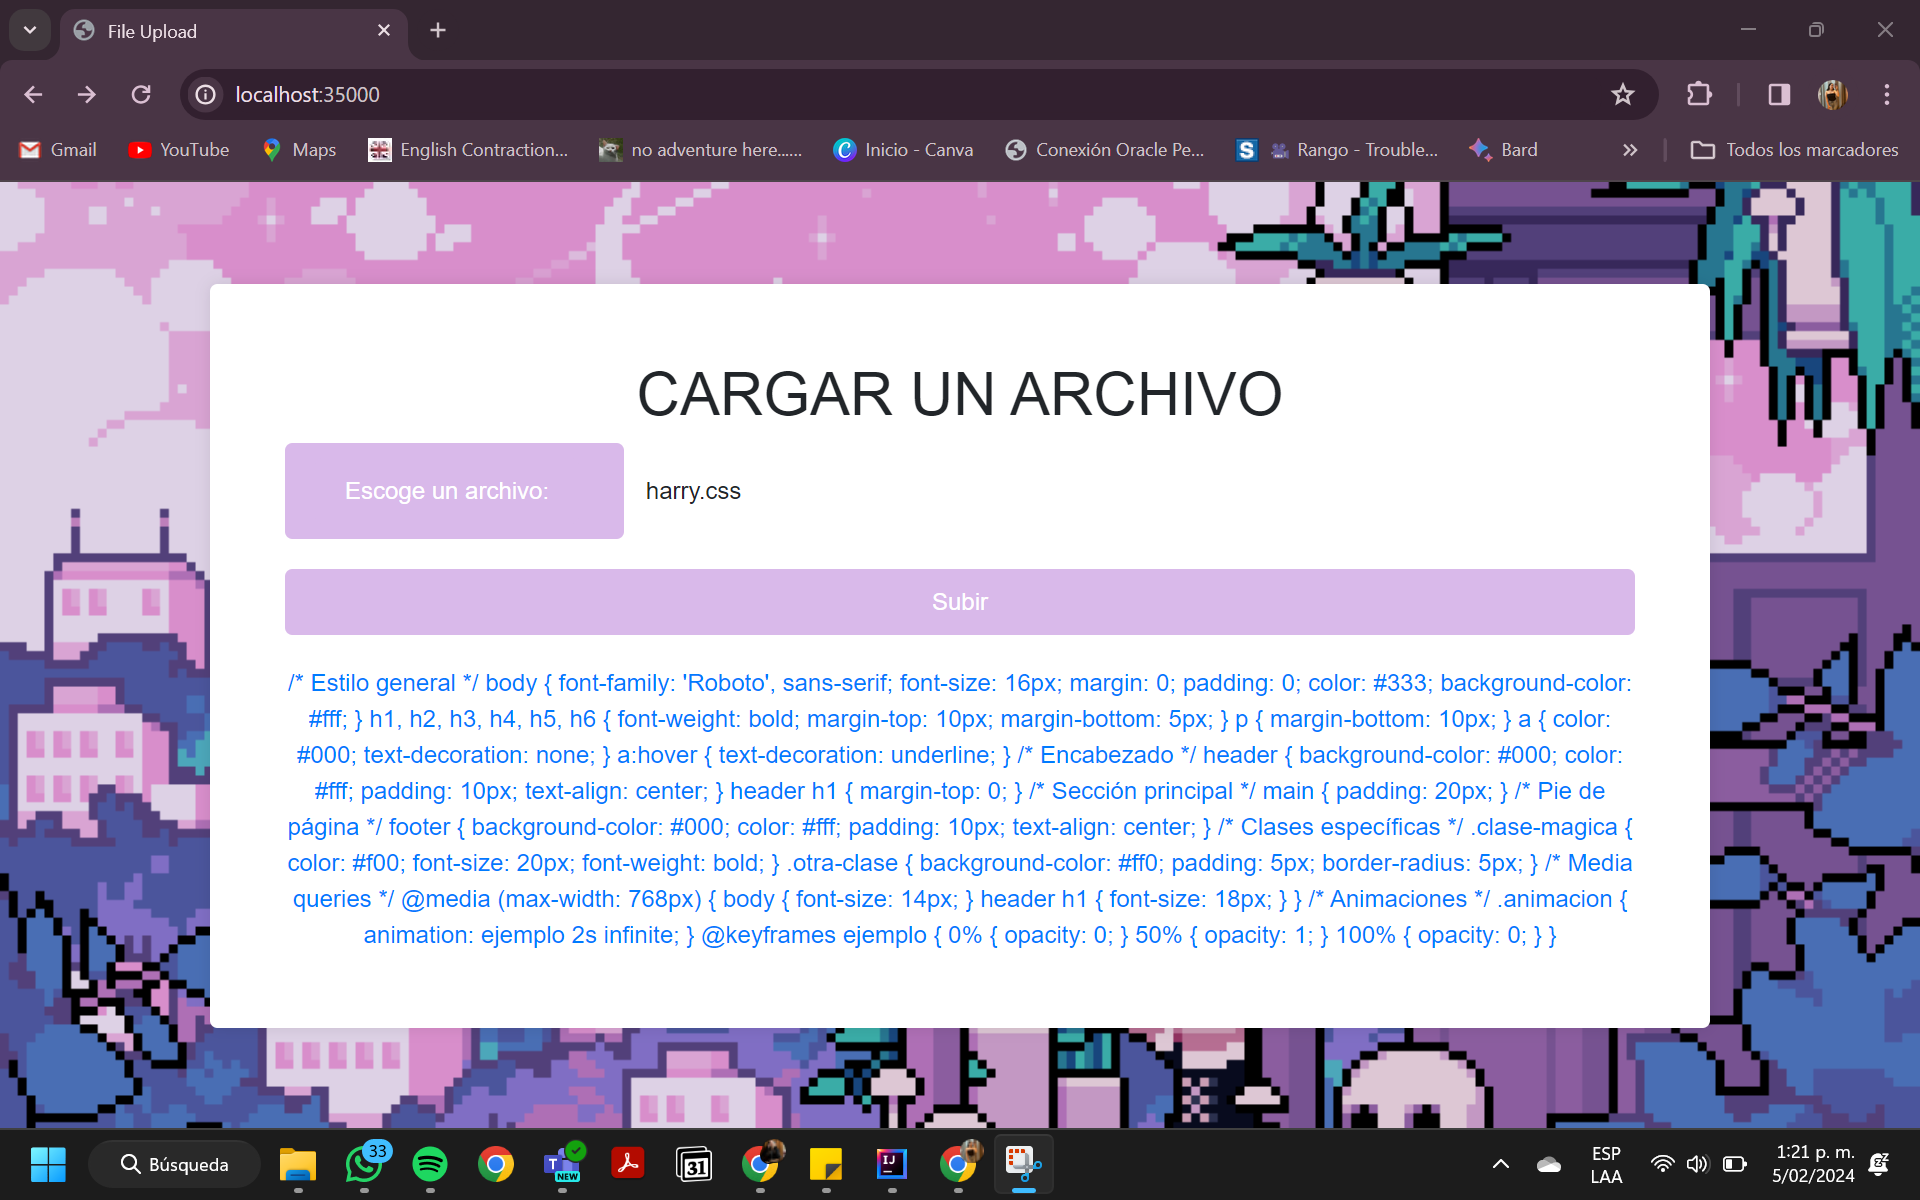 File Upload
localhost:35000
Gmail
YouTube
Maps
English Contraction...
no adventure here......
Inicio - Canva
Conexión Oracle Pe...
S
Rango - Trouble...
Bard
Todos los marcadores
CARGAR UN ARCHIVO
Escoge un archivo:
harry.css
Subir
/* Estilo general */ body { font-family: 'Roboto', sans-serif; font-size: 16px; margin: 0; padding: 0; color: #333; background-color:
#fff; } h1, h2, h3, h4, h5, h6 { font-weight: bold; margin-top: 10px; margin-bottom: 5px; } p { margin-bottom: 10px; } a { color:
#000; text-decoration: none; } a:hover { text-decoration: underline; } /* Encabezado */ header { background-color: #000; color:
#fff; padding: 10px; text-align: center; } header h1 { margin-top: 0; } /* Sección principal */ main { padding: 20px; } /* Pie de
página */ footer { background-color: #000; color: #fff; padding: 10px; text-align: center; } /* Clases específicas */ .clase-magica {
color: #f00; font-size: 20px; font-weight: bold; } .otra-clase { background-color: #ff0; padding: 5px; border-radius: 5px; } /* Media
queries */ @media (max-width: 768px) { body { font-size: 14px; } header h1 { font-size: 18px; } } /* Animaciones */ .animacion {
animation: ejemplo 2s infinite; } @keyframes ejemplo { 0% { opacity: 0; } 50% { opacity: 1; } 100% { opacity: 0; } }
Búsqueda
33
T
NEW
31
IJ
ESP
LAA
1:21 p. m.
5/02/2024